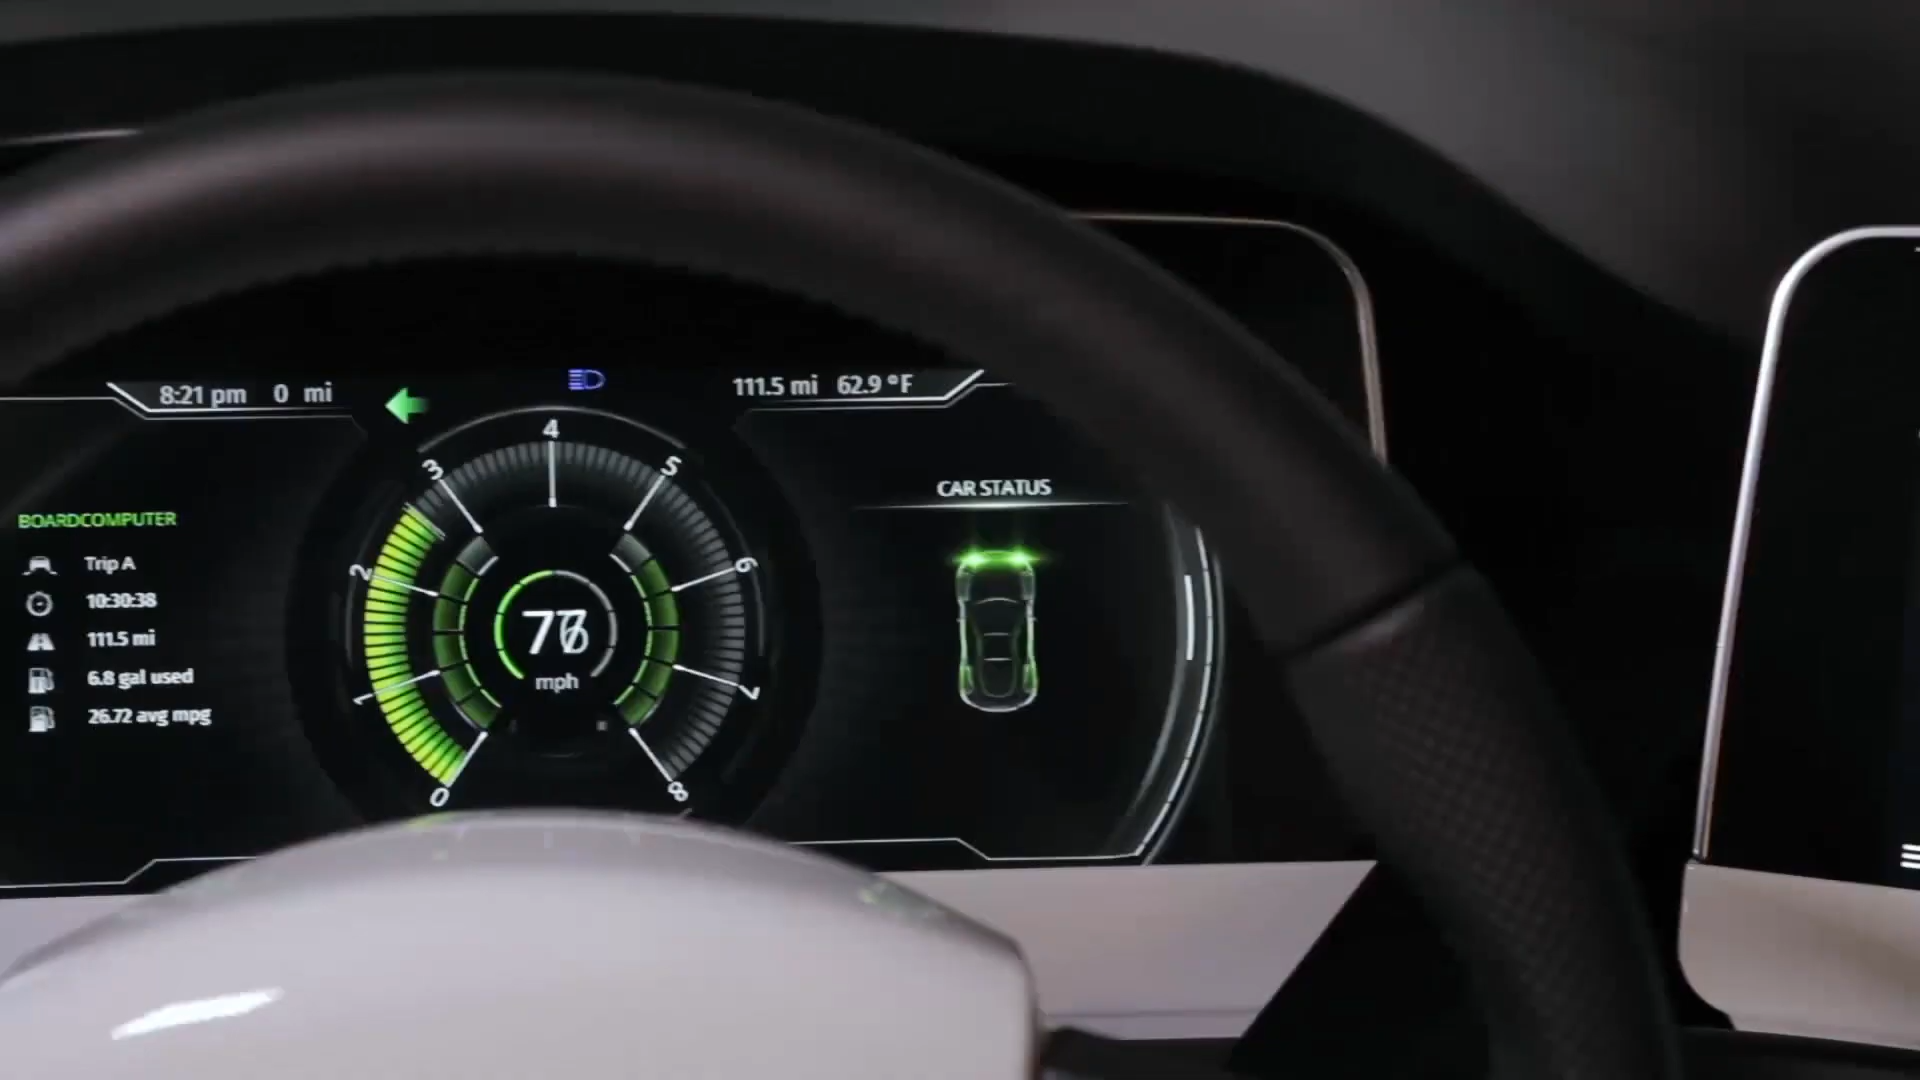 8:21 pm 0 mi
111.5 mi 62.9 °F
4
3 5
CAR STATUS
BOARDCOMPUTER
Trip A
2 6
10:30:38
111.5 mi
6.8 gal used
mph
1 7
26.72 avg mpg
0 8